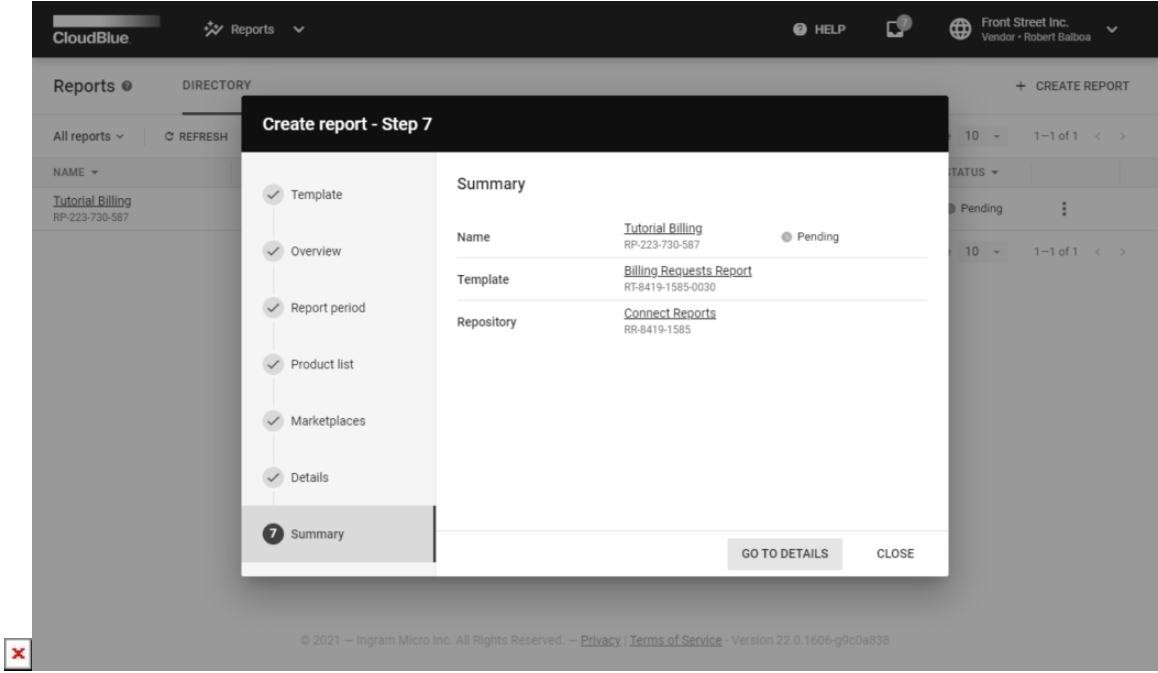 CloudBlue.
Reports
HELP
7
Front Street Inc.
Vendor • Robert Balboa
Reports
DIRECTORY
+ CREATE REPORT
All reports
REFRESH
10
1–1 of 1
NAME
TATUS
Tutorial Billing
RP-223-730-587
Pending
10
1–1 of 1
Create report - Step 7
Template
Overview
Report period
Product list
Marketplaces
Details
7 Summary
Summary
Name
Tutorial Billing
RP-223-730-587
Pending
Template
Billing Requests Report
RT-8419-1585-0030
Repository
Connect Reports
RR-8419-1585
GO TO DETAILS
CLOSE
© 2021 – Ingram Micro Inc. All Rights Reserved. – Privacy | Terms of Service - Version 22.0.1606-g9c0a838